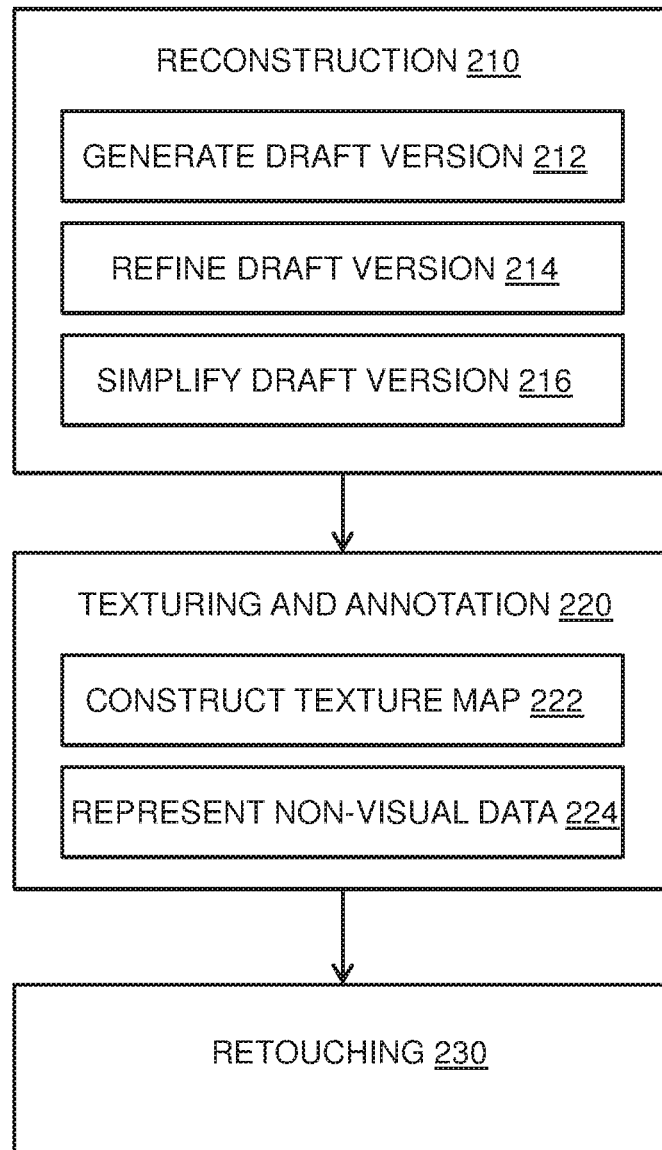 RECONSTRUCTION 210
GENERATE DRAFT VERSION 212
REFINE DRAFT VERSION 214
SIMPLIFY DRAFT VERSION 216
TEXTURING AND ANNOTATION 220
CONSTRUCT TEXTURE MAP 222
REPRESENT NON-VISUAL DATA 224
RETOUCHING 230